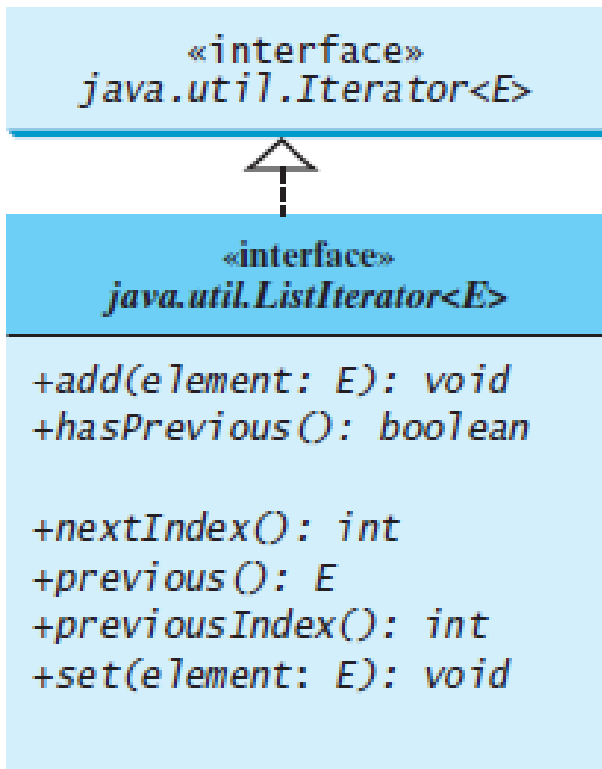 «interface»
java.util.Iterator<E>
«interface»
java.util.ListIterator<E>
+add(element: E): void
+hasPrevious(): boolean
+nextIndex(): int
+previous(): E
+previousIndex(): int
+set(element: E): void